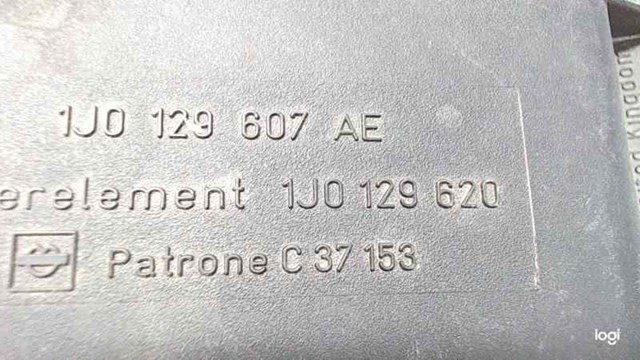 1J0 129 607 AE
erelement 1J0 129 620
Patrone C 37 153
logi